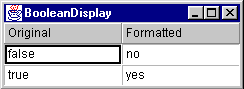 BooleanDisplay
Original Formatted
false no
true yes